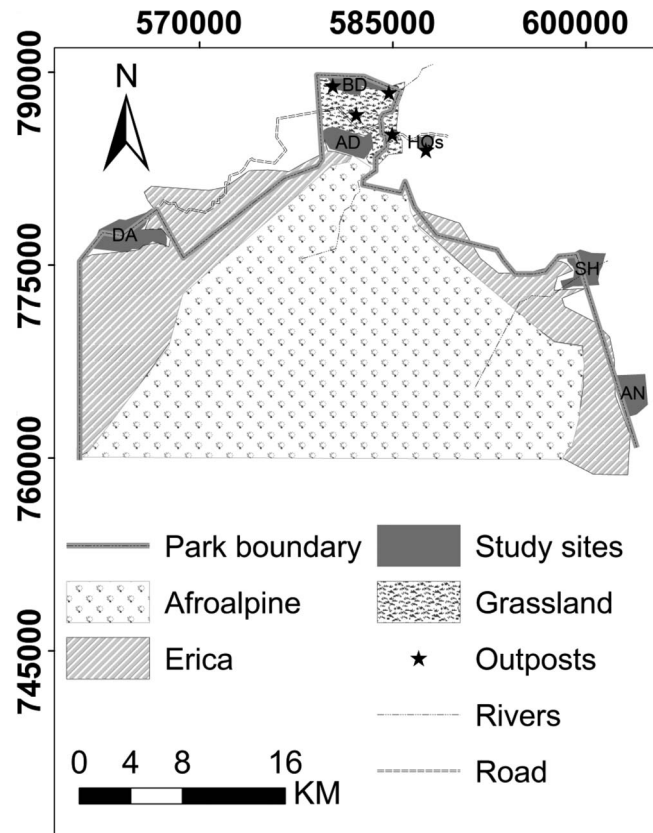 570000 585000 600000
790000
775000
760000
745000
N
BD
AD
HQs
DA
SH
AN
Park boundary
Study sites
Afroalpine
Grassland
Erica
Outposts
Rivers
Road
0 4 8 16
KM